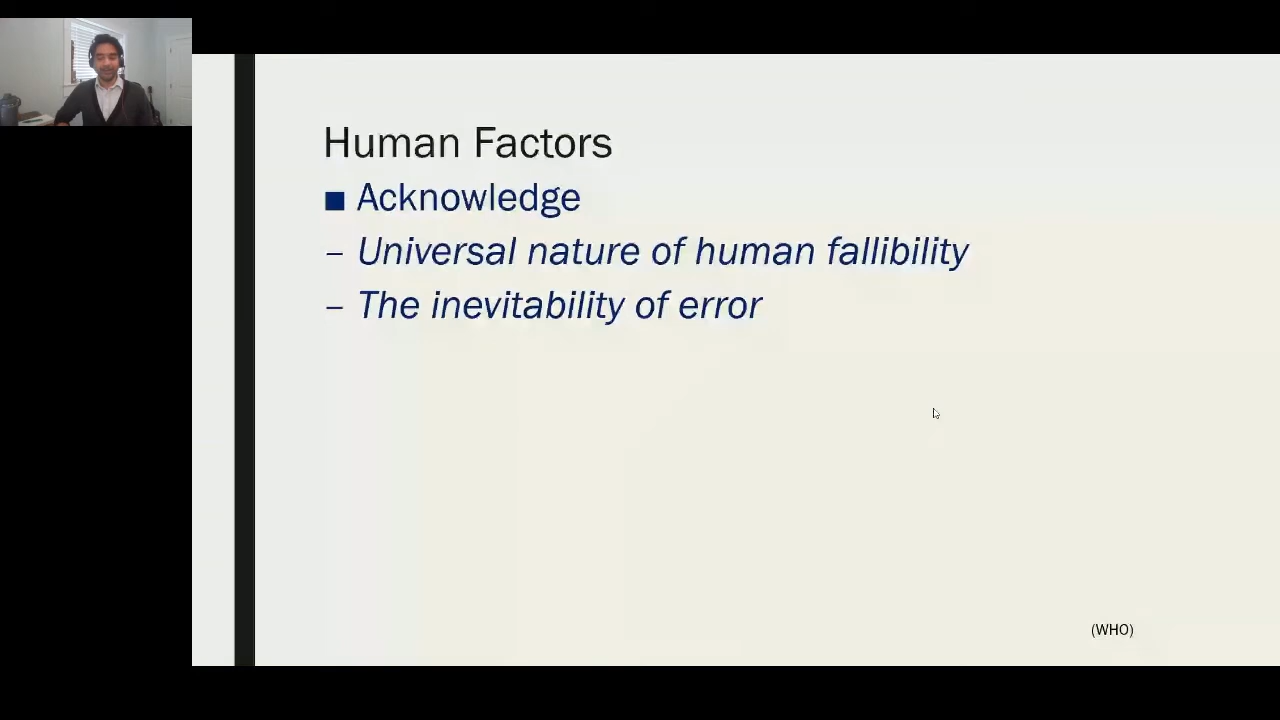 Human Factors
■ Acknowledge
– Universal nature of human fallibility
– The inevitability of error
(WHO)